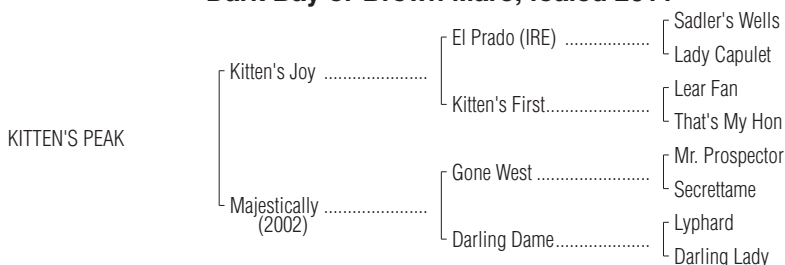 Dark Bay or Brown Mare; foaled 2011
Sadler's Wells
El Prado (IRE) ..................
Lady Capulet
Kitten's Joy ......................
Lear Fan
Kitten's First......................
That's My Hon
KITTEN'S PEAK
Mr. Prospector
Gone West ........................
Secrettame
Majestically ......................
(2002)
Lyphard
Darling Dame....................
Darling Lady